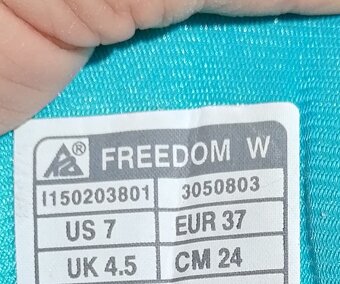 ® FREEDOM W
I150203801 3050803
US 7 EUR 37
UK 4.5 CM 24